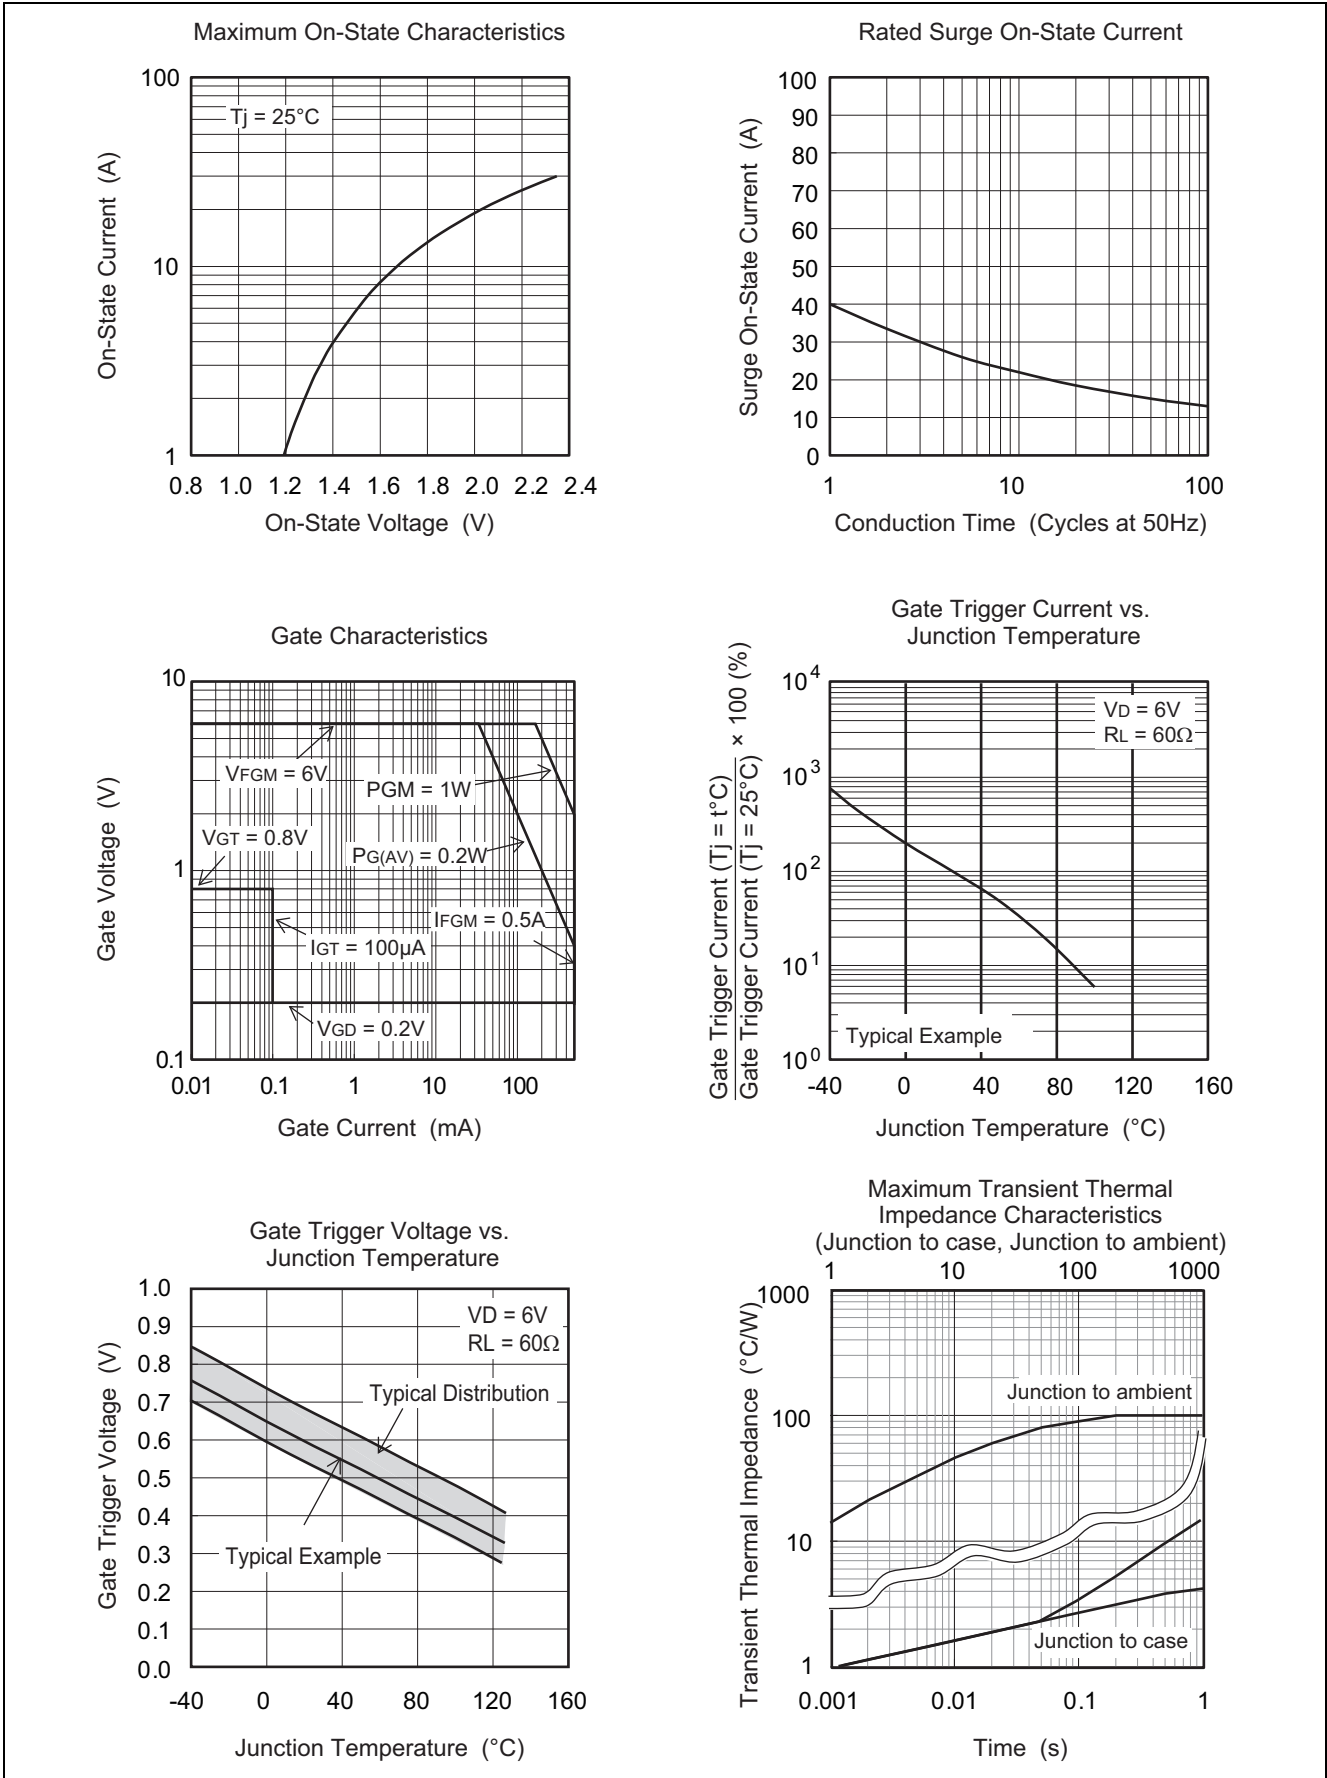 Maximum On-State Characteristics
On-State Current (A)
100
10
1
Tj = 25°C
0.8 1.0 1.2 1.4 1.6 1.8 2.0 2.2 2.4
On-State Voltage (V)
Rated Surge On-State Current
Surge On-State Current (A)
100
90
80
70
60
50
40
30
20
10
0
1 10 100
Conduction Time (Cycles at 50Hz)
Gate Characteristics
Gate Voltage (V)
10
1
0.1
VFGM = 6V
PGM = 1W
VGT = 0.8V
PG(AV) = 0.2W
IFGM = 0.5A
IGT = 100µA
VGD = 0.2V
0.01 0.1 1 10 100
Gate Current (mA)
Gate Trigger Current vs.
Junction Temperature
Gate Trigger Current (Tj = t°C)
Gate Trigger Current (Tj = 25°C)
× 100 (%)
10⁴
10³
10²
10¹
10⁰
VD = 6V
RL = 60Ω
Typical Example
-40 0 40 80 120 160
Junction Temperature (°C)
Gate Trigger Voltage vs.
Junction Temperature
Gate Trigger Voltage (V)
1.0
0.9
0.8
0.7
0.6
0.5
0.4
0.3
0.2
0.1
0.0
VD = 6V
RL = 60Ω
Typical Distribution
Typical Example
-40 0 40 80 120 160
Junction Temperature (°C)
Maximum Transient Thermal
Impedance Characteristics
(Junction to case, Junction to ambient)
1 10 100 1000
Transient Thermal Impedance (°C/W)
1000
100
10
1
Junction to ambient
Junction to case
0.001 0.01 0.1 1
Time (s)